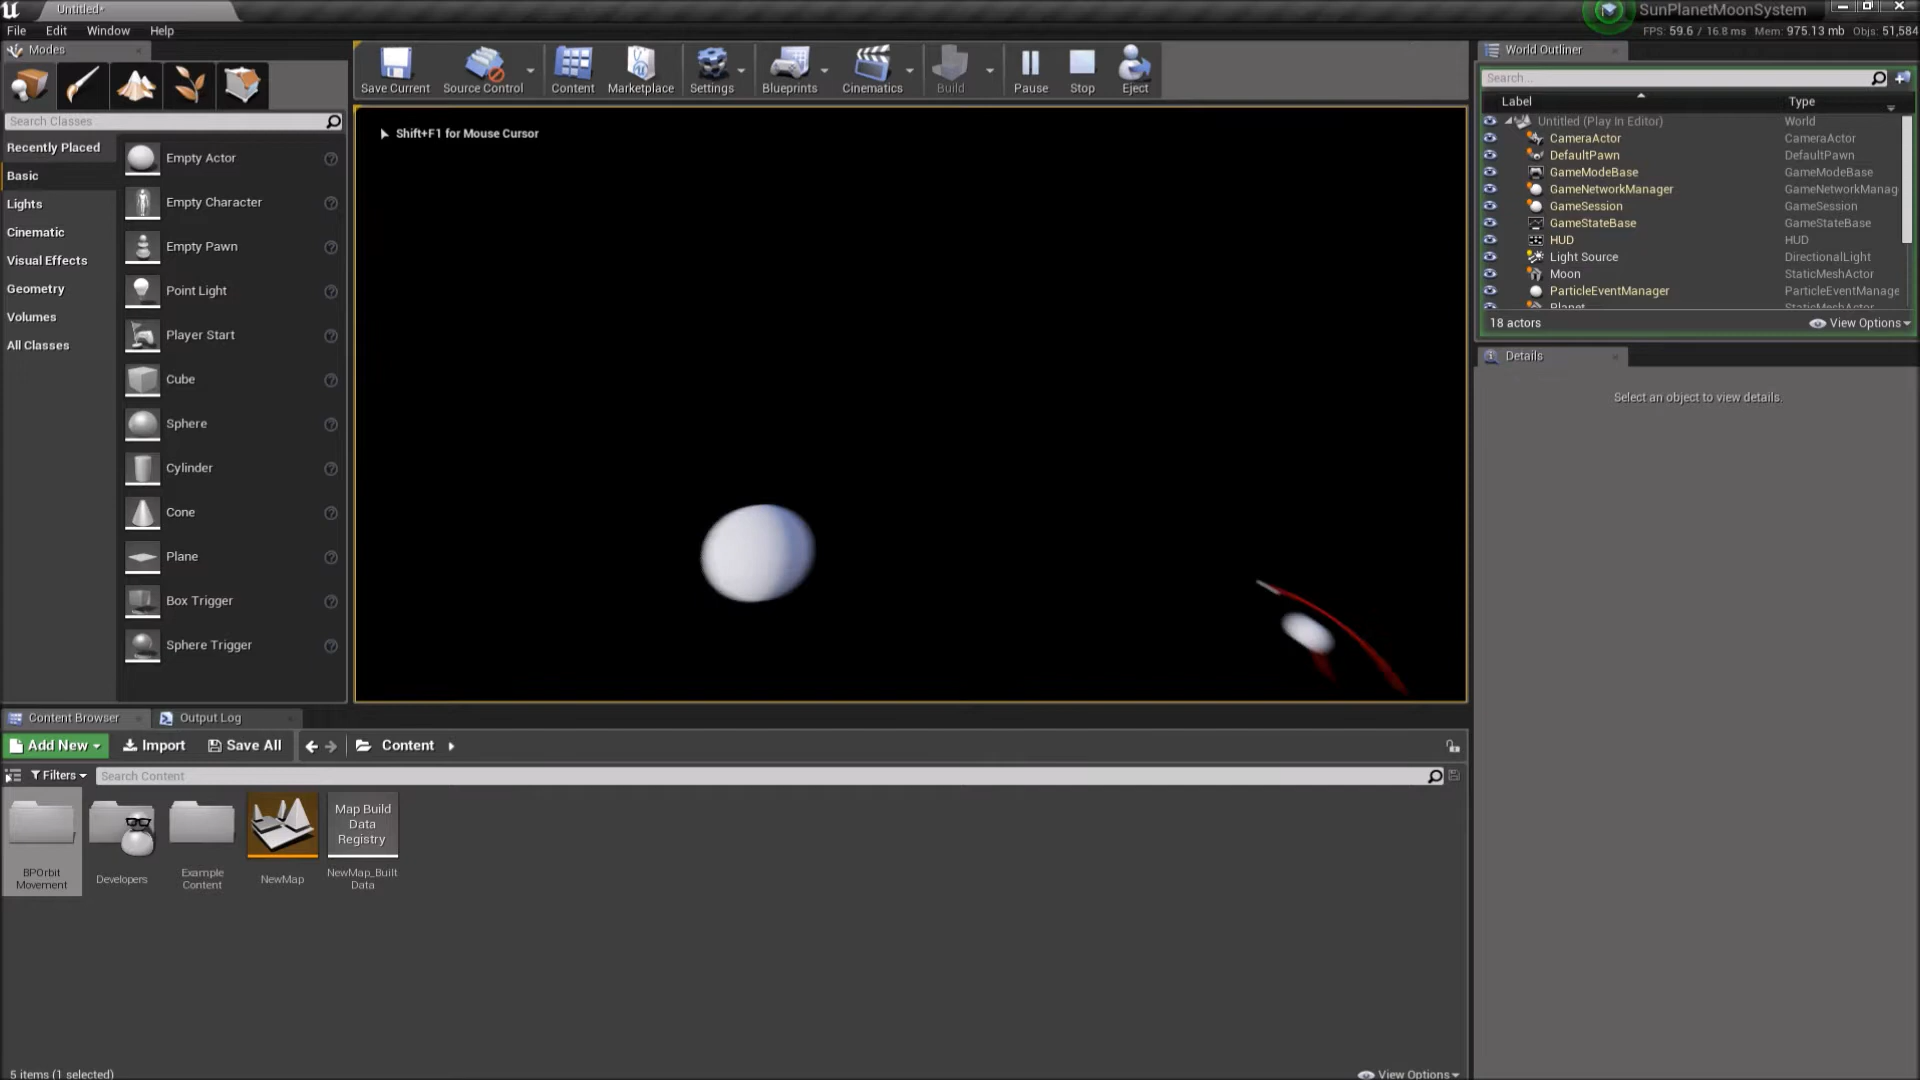 Untitled*
SunPlanetMoonSystem
File Edit Window Help
FPS: 59.6 / 16.8 ms Mem: 975.13 mb Objs: 51,584
Modes
Search Classes
Recently Placed
Basic
Lights
Cinematic
Visual Effects
Geometry
Volumes
All Classes
Empty Actor
Empty Character
Empty Pawn
Point Light
Player Start
Cube
Sphere
Cylinder
Cone
Plane
Box Trigger
Sphere Trigger
Save Current Source Control Content Marketplace Settings Blueprints Cinematics Build Pause Stop Eject
Shift+F1 for Mouse Cursor
World Outliner
Search...
Label Type
Untitled (Play In Editor) World
CameraActor CameraActor
DefaultPawn DefaultPawn
GameModeBase GameModeBase
GameNetworkManager GameNetworkManag
GameSession GameSession
GameStateBase GameStateBase
HUD HUD
Light Source DirectionalLight
Moon StaticMeshActor
ParticleEventManager ParticleEventManage
Planet StaticMeshActor
18 actors View Options
Details
Select an object to view details.
Content Browser Output Log
Add New Import Save All Content
Filters Search Content
BPOrbit
Movement
Developers
Example
Content
NewMap
Map Build
Data
Registry
NewMap_Built
Data
5 items (1 selected) View Options